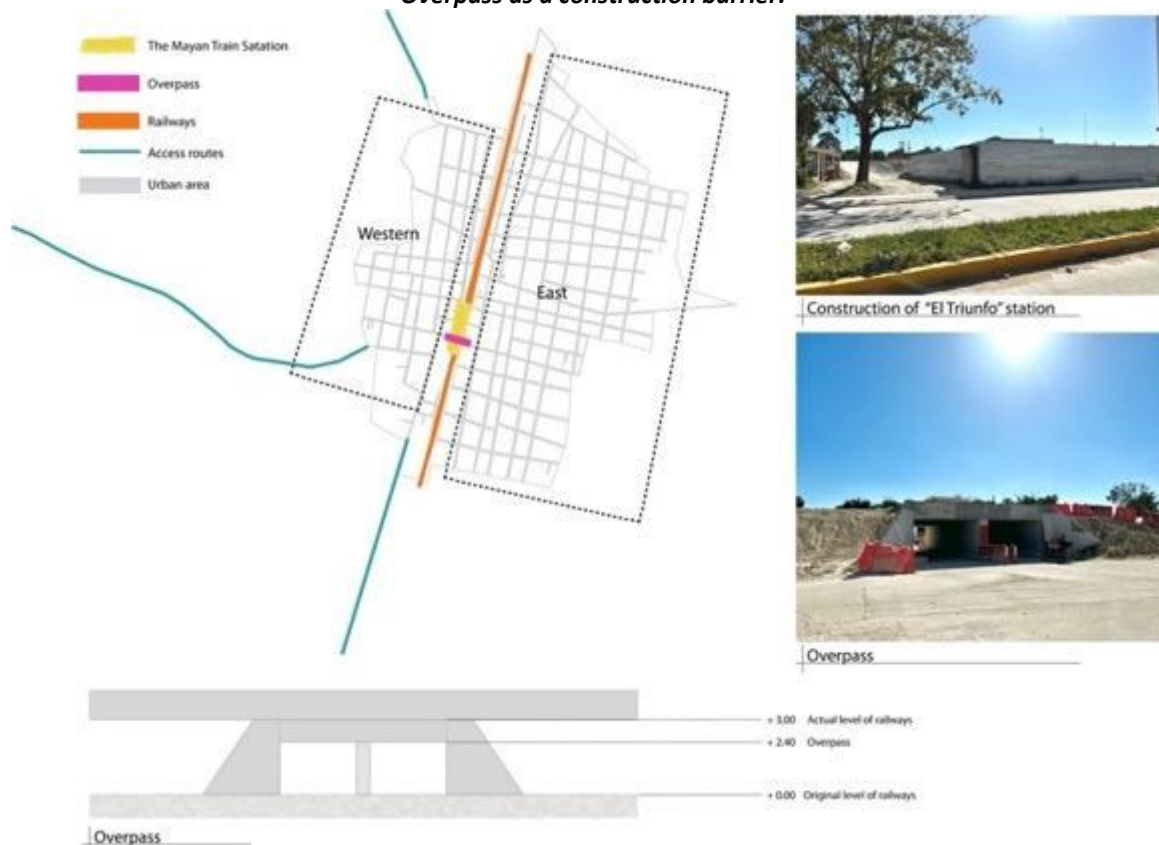 Overpass as a construction barrier.
The Mayan Train Satation
Overpass
Railways
Access routes
Urban area
Western
East
Construction of "El Triunfo" station
Overpass
+ 3.00 Actual level of railways
+ 2.40 Overpass
+ 0.00 Original level of railways
Overpass